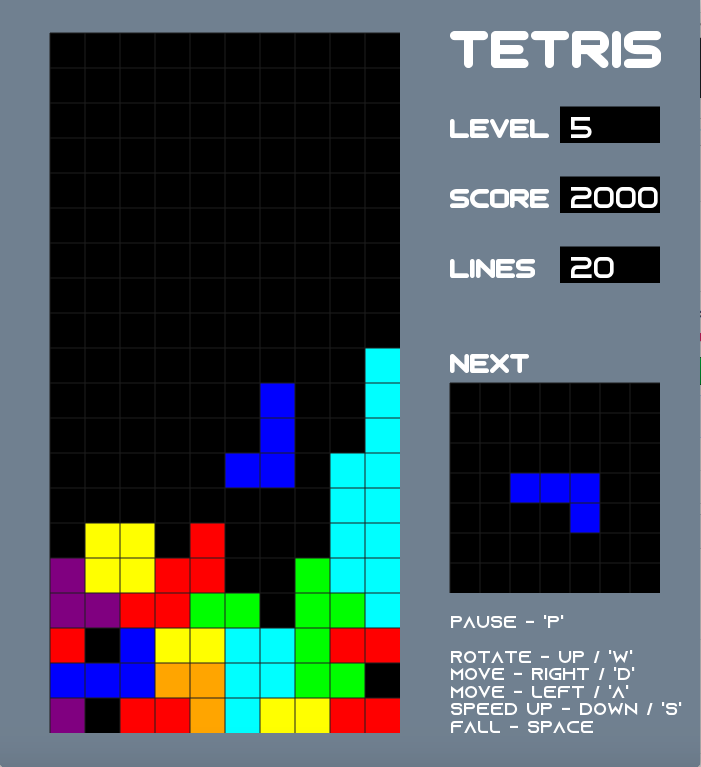 TETRIS
LEVEL 5
SCORE 2000
LINES 20
NEXT
PAUSE - 'P'
ROTATE - UP / 'W'
MOVE - RIGHT / 'D'
MOVE - LEFT / 'A'
SPEED UP - DOWN / 'S'
FALL - SPACE